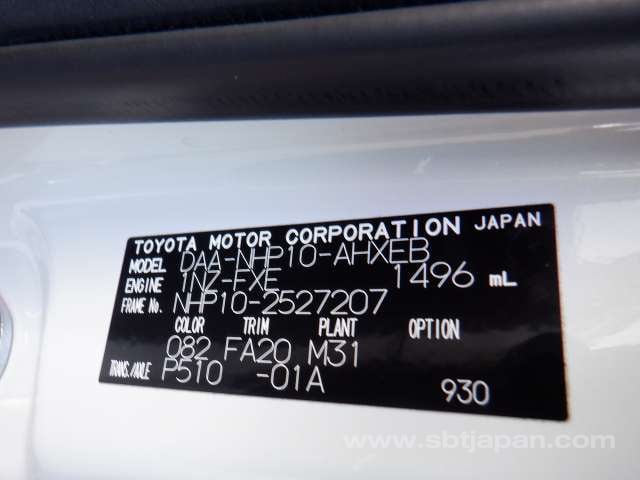 TOYOTA MOTOR CORPORATION JAPAN
MODEL DAA-NHP10-AHXEB
ENGINE 1NZ-FXE 1496 mL
FRAME No. NHP10-2527207
COLOR TRIM PLANT OPTION
082 FA20 M31
TRANS./AXLE P510 -01A
930
© www.sbtjapan.com